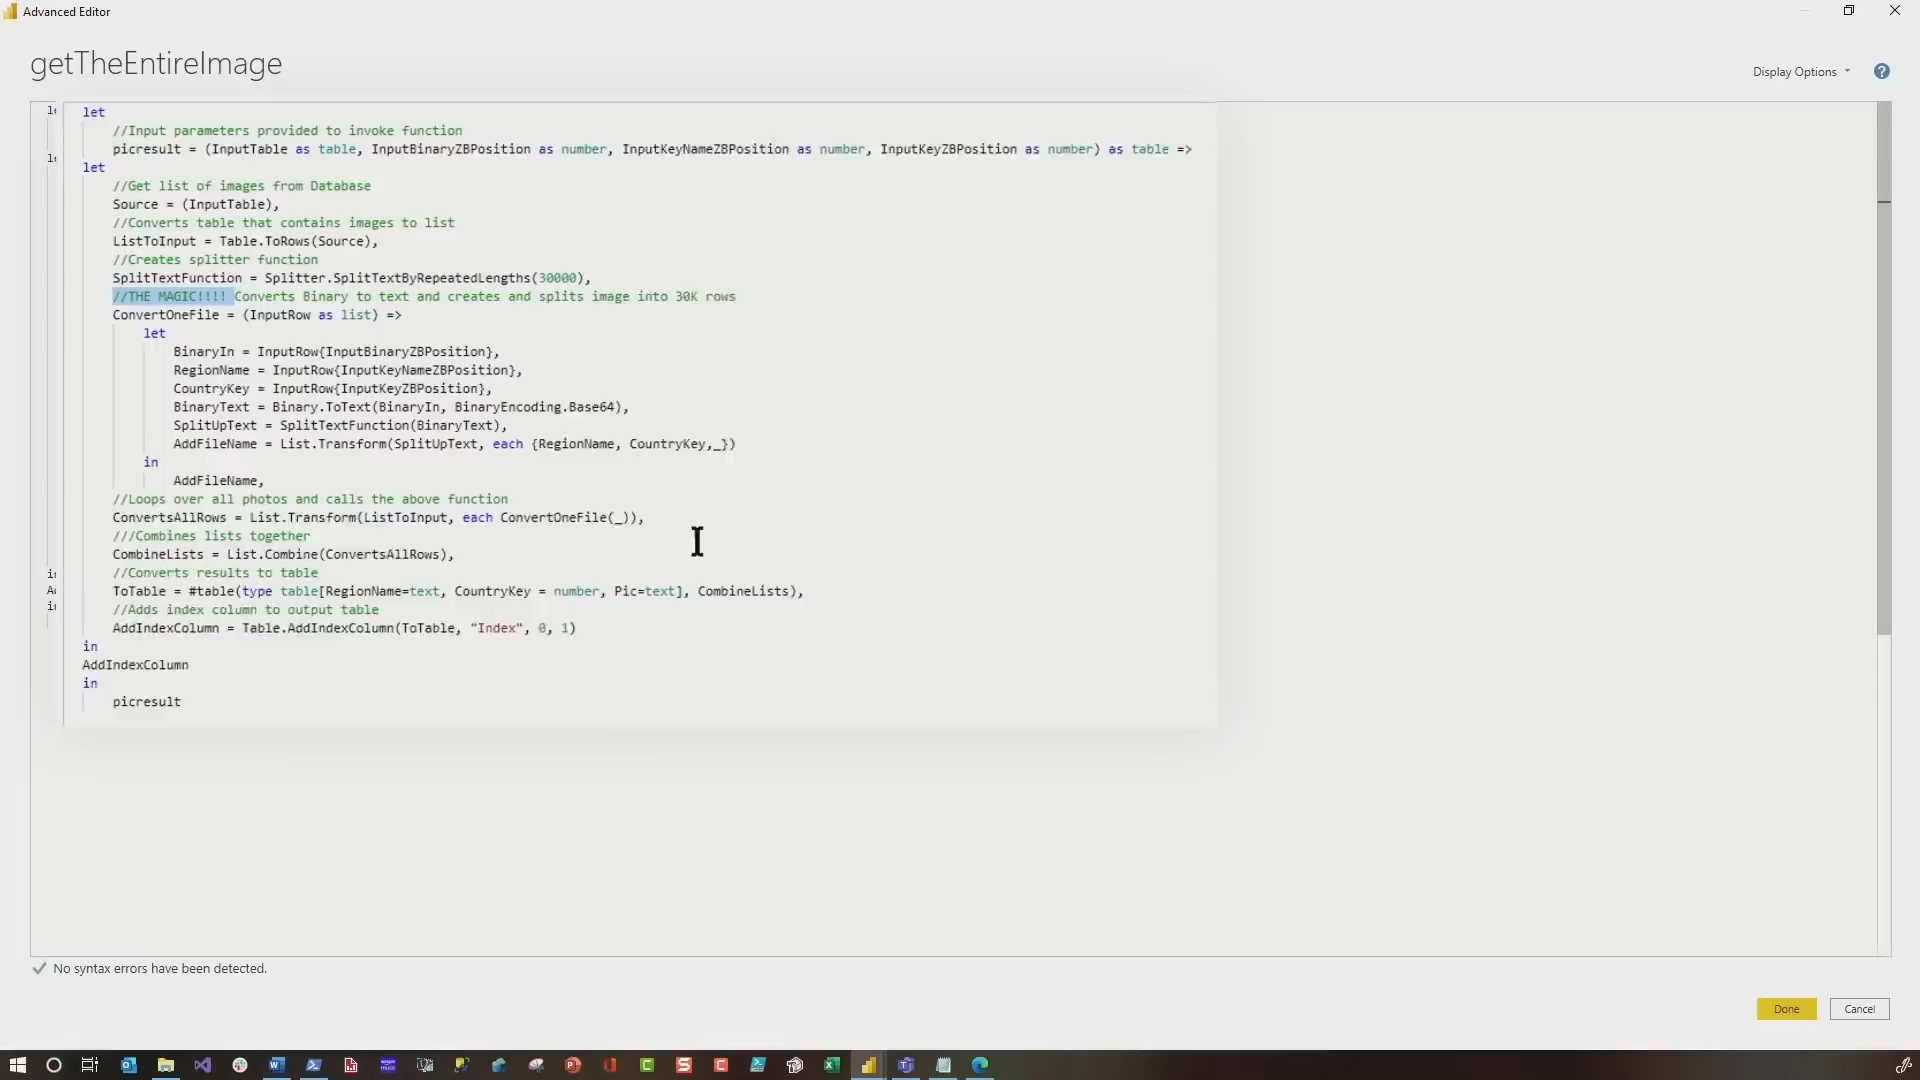 Advanced Editor
getTheEntireImage
Display Options
let
//Input parameters provided to invoke function
picresult = (InputTable as table, InputBinaryZBPosition as number, InputKeyNameZBPosition as number, InputKeyZBPosition as number) as table =>
let
//Get list of images from Database
Source = (InputTable),
//Converts table that contains images to list
ListToInput = Table.ToRows(Source),
//Creates splitter function
SplitTextFunction = Splitter.SplitTextByRepeatedLengths(30000),
//THE MAGIC!!!! Converts Binary to text and creates and splits image into 30K rows
ConvertOneFile = (InputRow as list) =>
let
BinaryIn = InputRow{InputBinaryZBPosition},
RegionName = InputRow{InputKeyNameZBPosition},
CountryKey = InputRow{InputKeyZBPosition},
BinaryText = Binary.ToText(BinaryIn, BinaryEncoding.Base64),
SplitUpText = SplitTextFunction(BinaryText),
AddFileName = List.Transform(SplitUpText, each {RegionName, CountryKey,_})
in
AddFileName,
//Loops over all photos and calls the above function
ConvertsAllRows = List.Transform(ListToInput, each ConvertOneFile(_)),
///Combines lists together
CombineLists = List.Combine(ConvertsAllRows),
//Converts results to table
ToTable = #table(type table[RegionName=text, CountryKey = number, Pic=text], CombineLists),
//Adds index column to output table
AddIndexColumn = Table.AddIndexColumn(ToTable, "Index", 0, 1)
in
AddIndexColumn
in
picresult
No syntax errors have been detected.
Done
Cancel